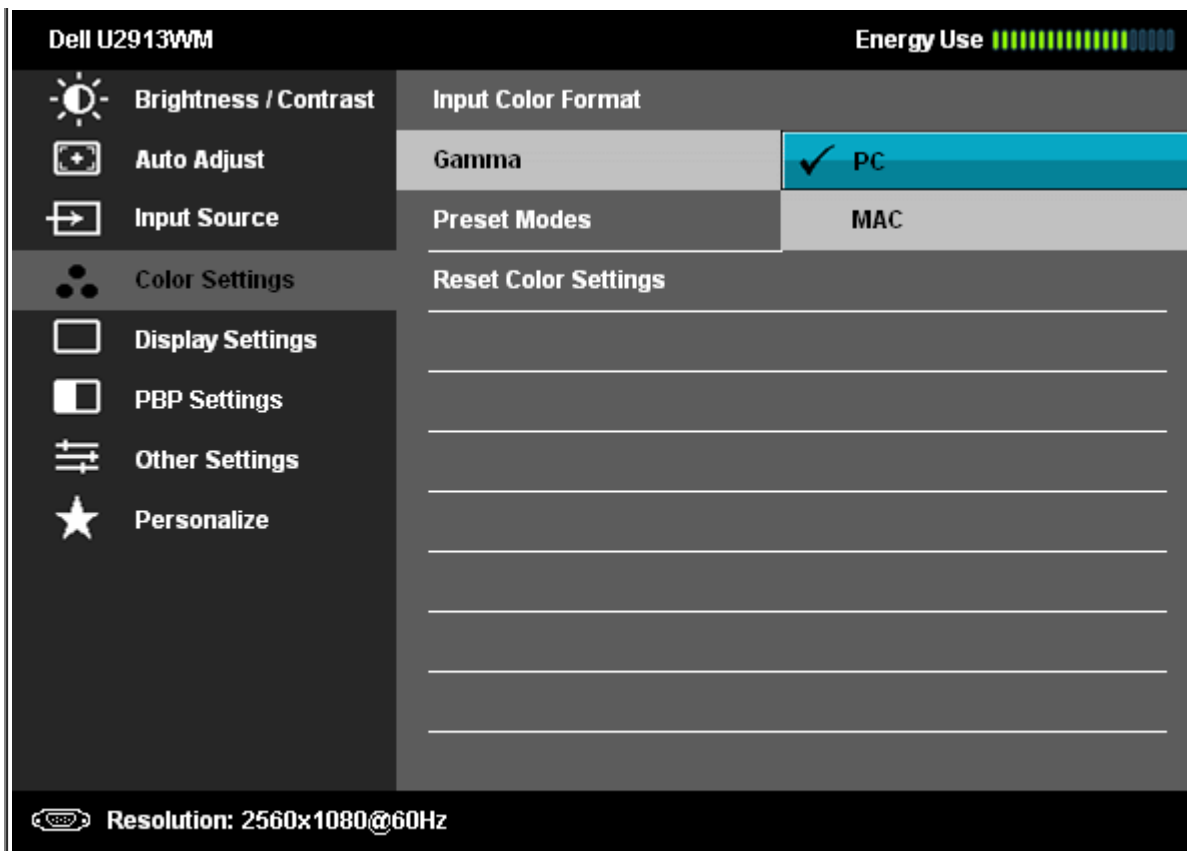 Dell U2913WM Energy Use
Brightness / Contrast Input Color Format
Auto Adjust Gamma PC
Input Source Preset Modes MAC
Color Settings Reset Color Settings
Display Settings
PBP Settings
Other Settings
Personalize
Resolution: 2560x1080@60Hz